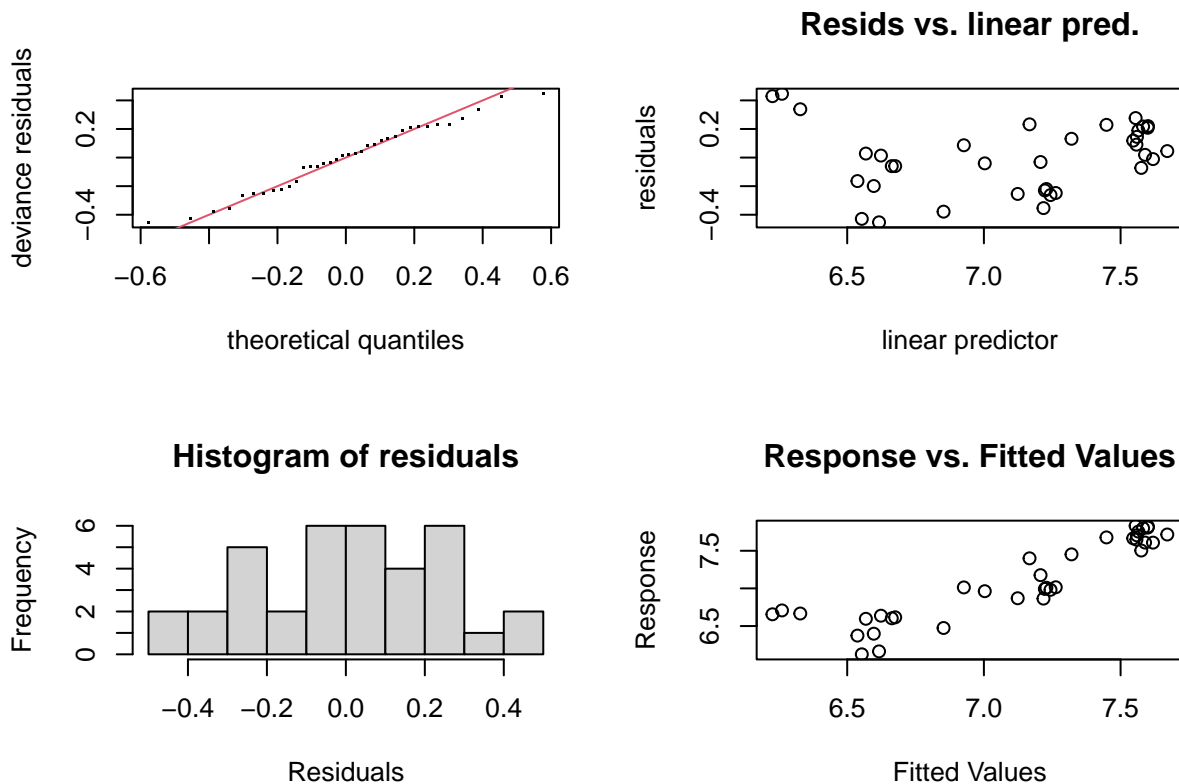 deviance residuals
−0.4 0.2
−0.6 −0.2 0.0 0.2 0.4 0.6
theoretical quantiles
Resids vs. linear pred.
residuals
−0.4 0.2
6.5 7.0 7.5
linear predictor
Histogram of residuals
Frequency
0 2 4 6
−0.4 −0.2 0.0 0.2 0.4
Residuals
Response vs. Fitted Values
Response
6.5 7.5
6.5 7.0 7.5
Fitted Values